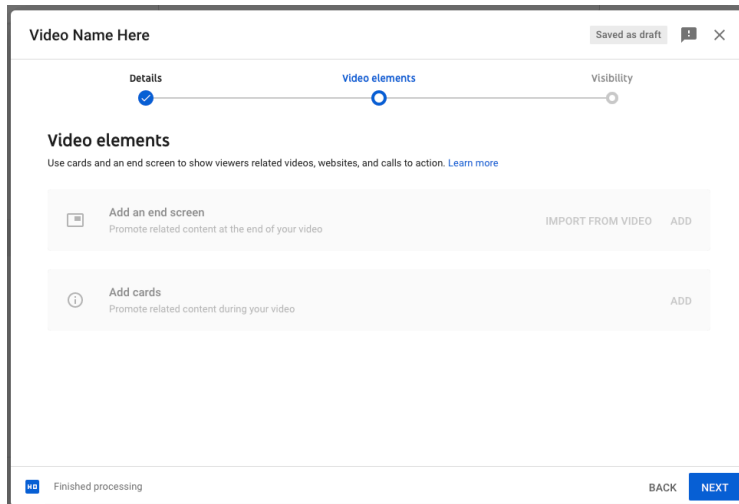 Video Name Here
Saved as draft
Details
Video elements
Visibility
Video elements
Use cards and an end screen to show viewers related videos, websites, and calls to action. Learn more
Add an end screen
Promote related content at the end of your video
IMPORT FROM VIDEO
ADD
Add cards
Promote related content during your video
ADD
HD
Finished processing
BACK
NEXT